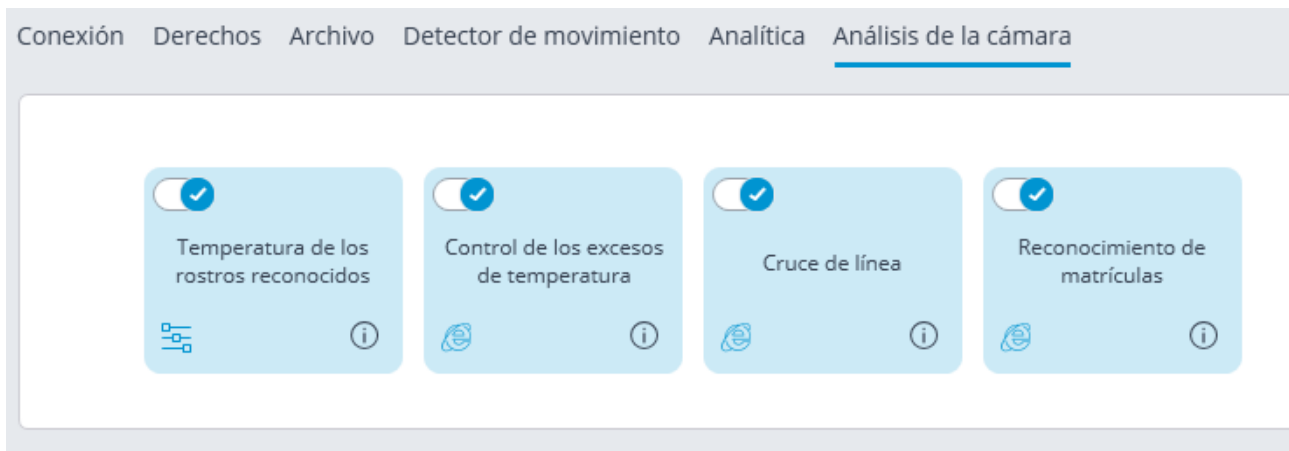 Conexión Derechos Archivo Detector de movimiento Analítica Análisis de la cámara
Temperatura de los
rostros reconocidos
Control de los excesos
de temperatura
Cruce de línea
Reconocimiento de
matrículas